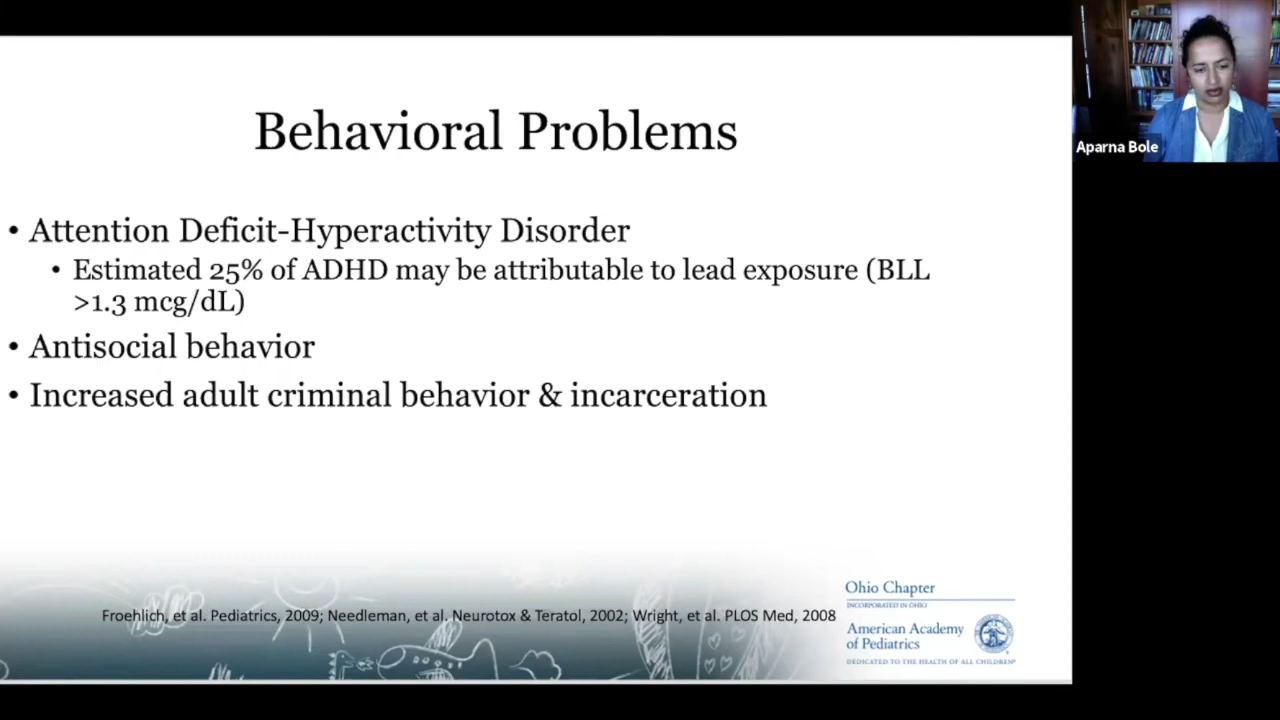 Behavioral Problems
• Attention Deficit-Hyperactivity Disorder
• Estimated 25% of ADHD may be attributable to lead exposure (BLL
>1.3 mcg/dL)
• Antisocial behavior
• Increased adult criminal behavior & incarceration
Froehlich, et al. Pediatrics, 2009; Needleman, et al. Neurotox & Teratol, 2002; Wright, et al. PLOS Med, 2008
Ohio Chapter
INCORPORATED IN OHIO
American Academy
of Pediatrics
DEDICATED TO THE HEALTH OF ALL CHILDREN®
Aparna Bole